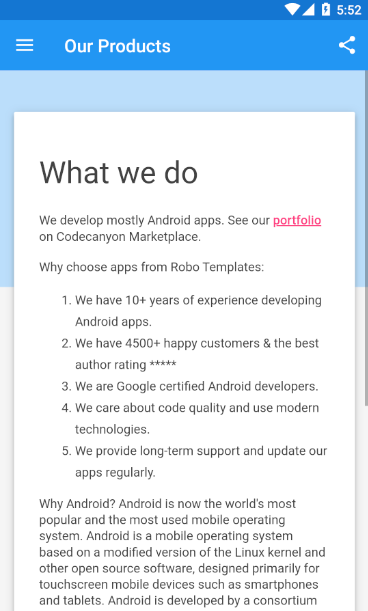 5:52
Our Products
What we do
We develop mostly Android apps. See our portfolio
on Codecanyon Marketplace.
Why choose apps from Robo Templates:
1. We have 10+ years of experience developing
Android apps.
2. We have 4500+ happy customers & the best
author rating *****
3. We are Google certified Android developers.
4. We care about code quality and use modern
technologies.
5. We provide long-term support and update our
apps regularly.
Why Android? Android is now the world's most
popular and the most used mobile operating
system. Android is a mobile operating system
based on a modified version of the Linux kernel and
other open source software, designed primarily for
touchscreen mobile devices such as smartphones
and tablets. Android is developed by a consortium